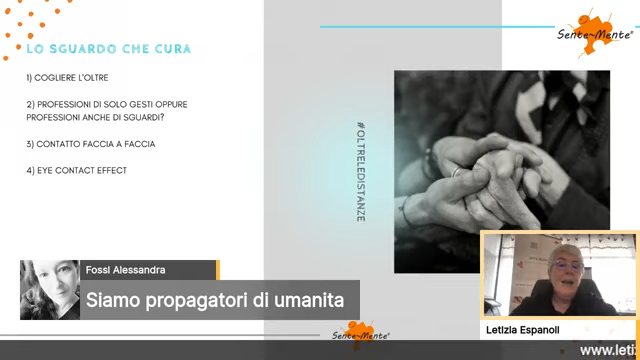 Sente~Mente®
LO SGUARDO CHE CURA
1) COGLIERE L'OLTRE
2) PROFESSIONI DI SOLO GESTI OPPURE
PROFESSIONI ANCHE DI SGUARDI?
3) CONTATTO FACCIA A FACCIA
4) EYE CONTACT EFFECT
#OLTRELEDISTANZE
Fossi Alessandra
Siamo propagatori di umanita
Letizia Espanoli
Sente~Mente®
www.leti